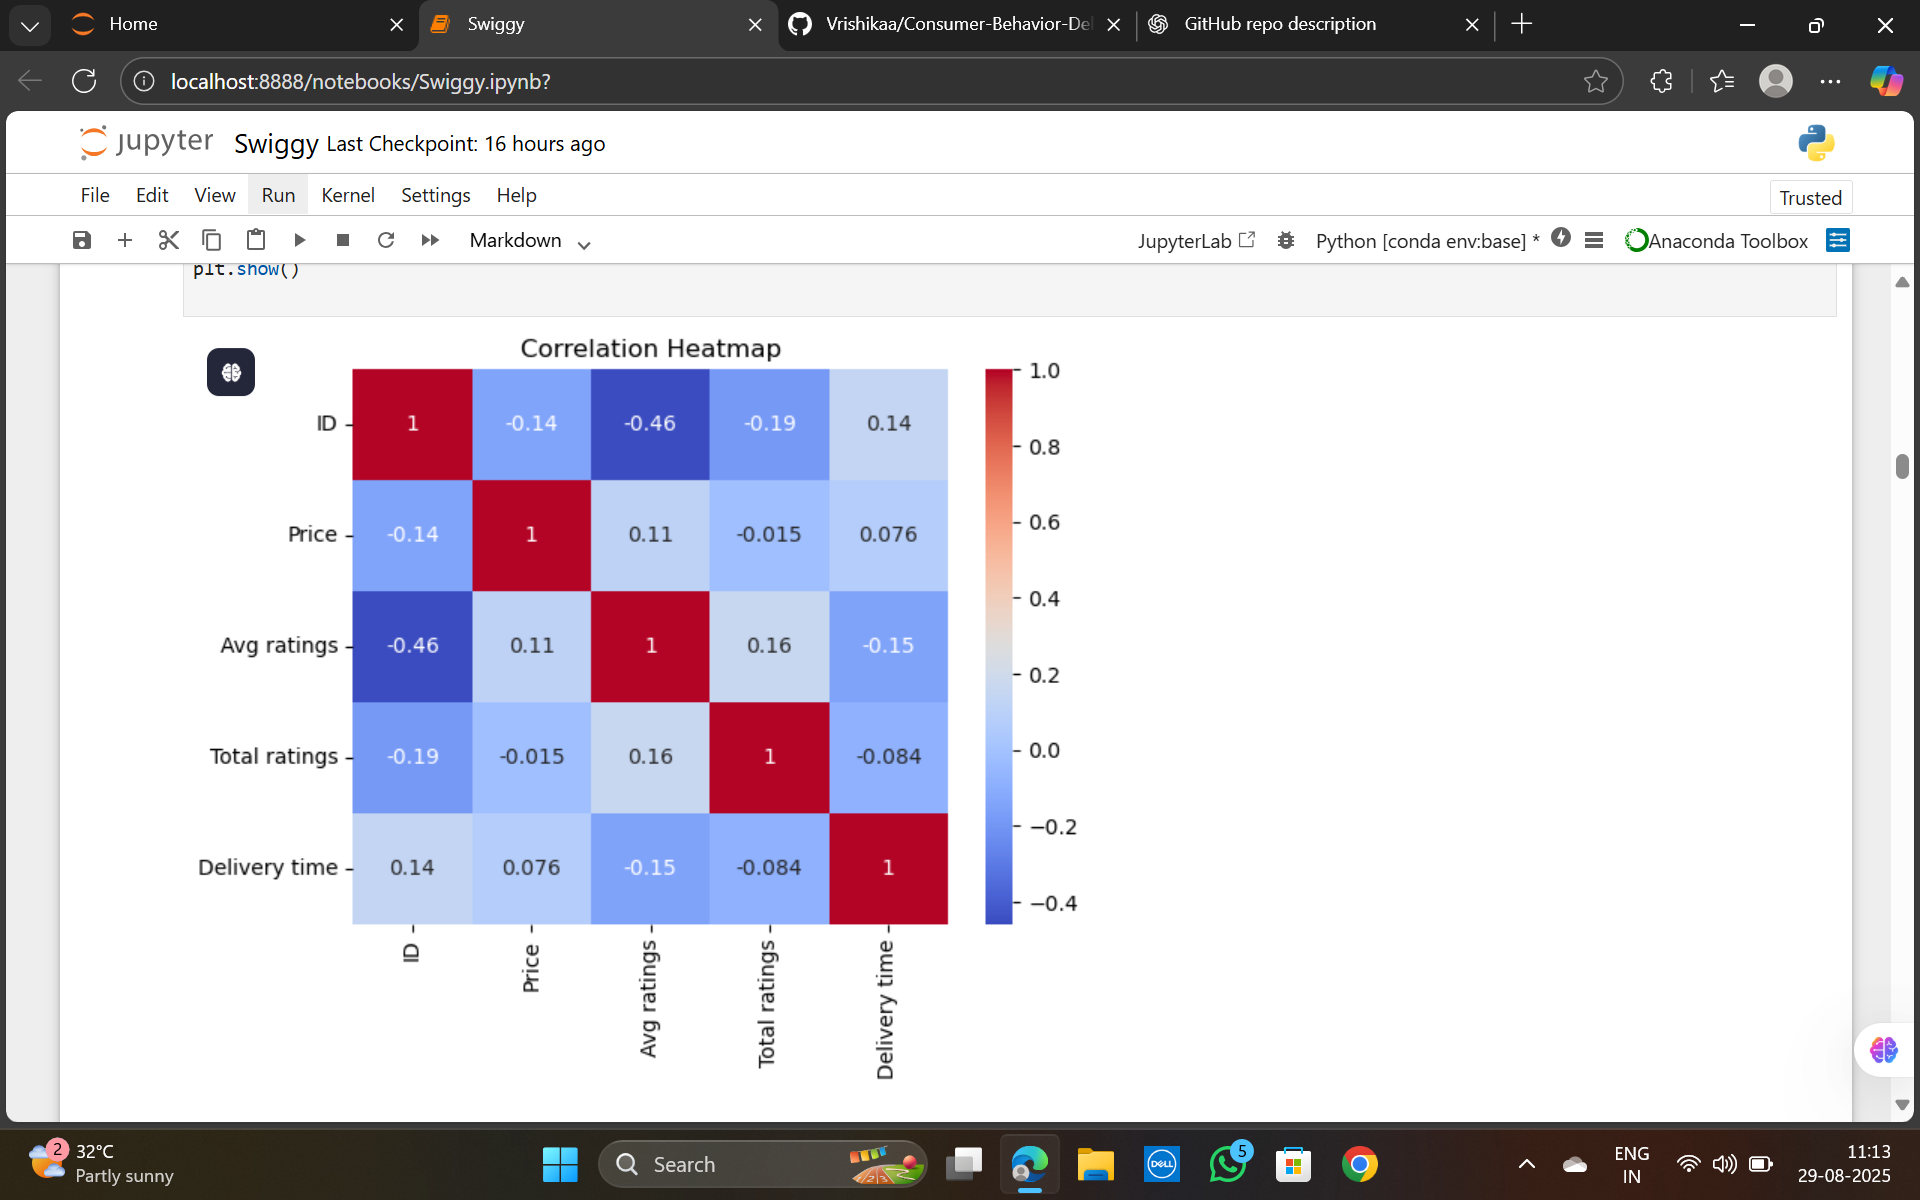 Home
Swiggy
Vrishikaa/Consumer-Behavior-De
GitHub repo description
localhost:8888/notebooks/Swiggy.ipynb?
jupyter Swiggy Last Checkpoint: 16 hours ago
File Edit View Run Kernel Settings Help
Trusted
Markdown
JupyterLab
Python [conda env:base] *
Anaconda Toolbox
plt.show()
Correlation Heatmap
ID 1 -0.14 -0.46 -0.19 0.14
Price -0.14 1 0.11 -0.015 0.076
Avg ratings -0.46 0.11 1 0.16 -0.15
Total ratings -0.19 -0.015 0.16 1 -0.084
Delivery time 0.14 0.076 -0.15 -0.084 1
ID
Price
Avg ratings
Total ratings
Delivery time
1.0
0.8
0.6
0.4
0.2
0.0
−0.2
−0.4
2
32°C
Partly sunny
Search
DELL
5
ENG
IN
11:13
29-08-2025